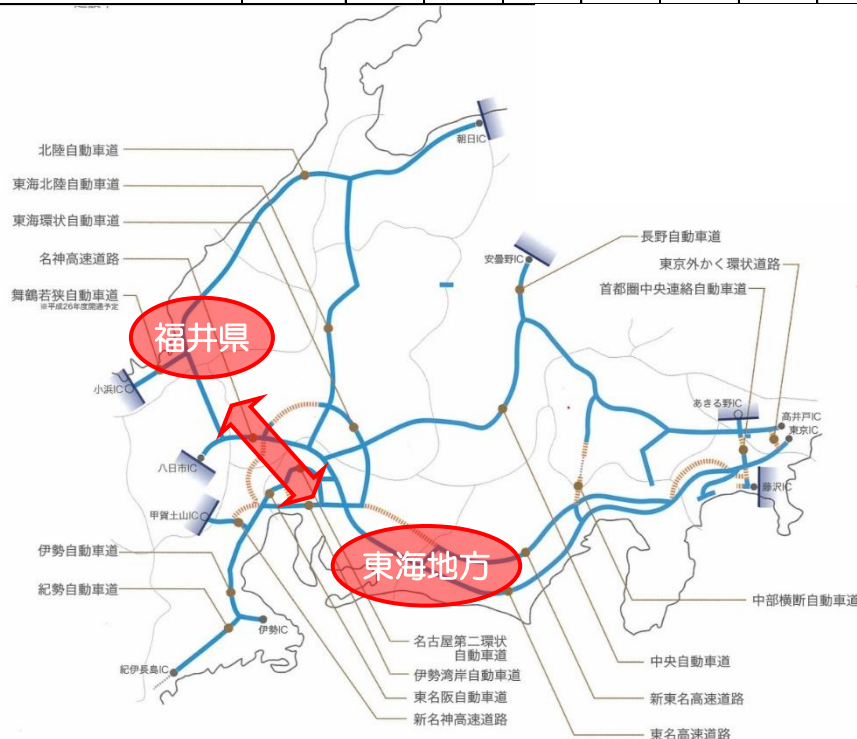 朝日IC
北陸自動車道
東海北陸自動車道
東海環状自動車道
名神高速道路
舞鶴若狭自動車道
※平成26年度開通予定
福井県
小浜IC
八日市IC
甲賀土山IC
伊勢自動車道
紀勢自動車道
伊勢IC
紀伊長島IC
安曇野IC
長野自動車道
東京外かく環状道路
首都圏中央連絡自動車道
あきる野IC
高井戸IC
東京IC
藤沢IC
東海地方
中部横断自動車道
名古屋第二環状
自動車道
伊勢湾岸自動車道
東名阪自動車道
新名神高速道路
中央自動車道
新東名高速道路
東名高速道路